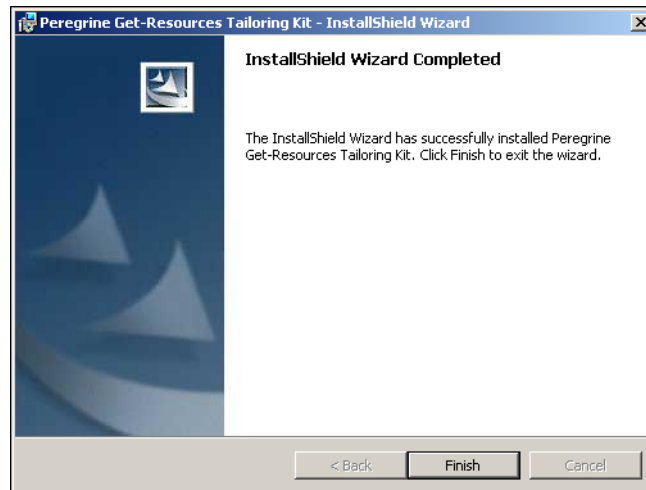 Peregrine Get-Resources Tailoring Kit - InstallShield Wizard
InstallShield Wizard Completed
The InstallShield Wizard has successfully installed Peregrine
Get-Resources Tailoring Kit. Click Finish to exit the wizard.
< Back Finish Cancel